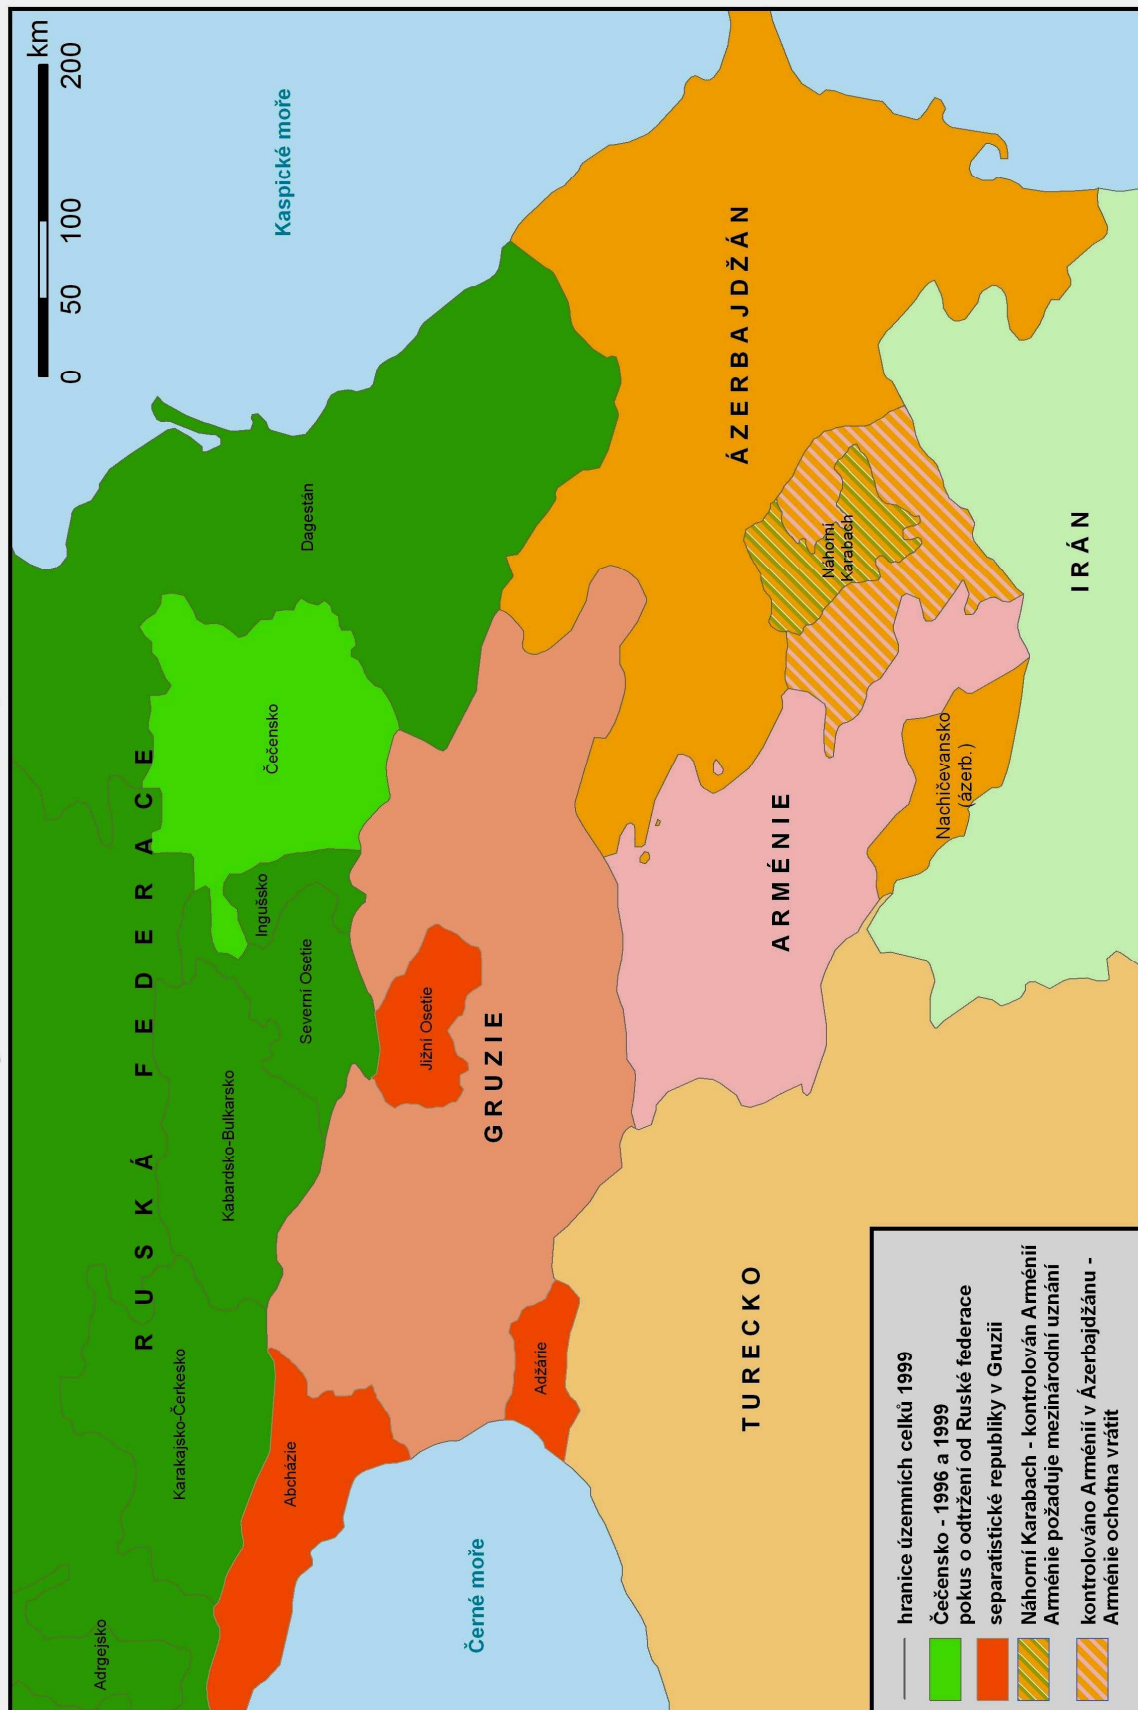 0 50 100 200 km
Kaspické moře
RUSKÁ FEDERACE
Adrgejsko
Karakajsko-Čerkesko
Kabardsko-Bulkarsko
Severní Osetie
Ingušsko
Čečensko
Dagestán
Abcházie
Jižní Osetie
GRUZIE
Adžárie
Černé moře
ÁZERBAJDŽÁN
ARMÉNIE
Náhorní
Karabach
Nachičevansko
(ázerb.)
TURECKO
IRÁN
hranice územních celků 1999
Čečensko - 1996 a 1999
pokus o odtržení od Ruské federace
separatistické republiky v Gruzii
Náhorní Karabach - kontrolován Arménií
Arménie požaduje mezinárodní uznání
kontrolováno Arménií v Ázerbajdžánu -
Arménie ochotna vrátit